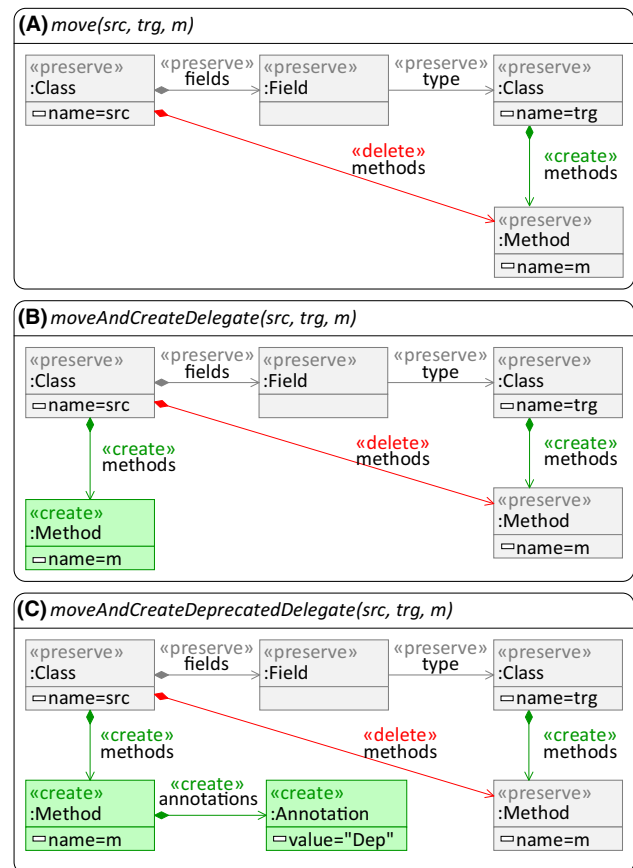 (A) move(src, trg, m)
«preserve» «preserve» «preserve» «preserve» «preserve»
:Class fields :Field type :Class
name=src name=trg
«delete» «create»
methods methods
«preserve»
:Method
name=m
(B) moveAndCreateDelegate(src, trg, m)
«preserve» «preserve» «preserve» «preserve» «preserve»
:Class fields :Field type :Class
name=src name=trg
«create» «delete» «create»
methods methods methods
«create» «preserve»
:Method :Method
name=m name=m
(C) moveAndCreateDeprecatedDelegate(src, trg, m)
«preserve» «preserve» «preserve» «preserve» «preserve»
:Class fields :Field type :Class
name=src name=trg
«create» «delete» «create»
methods methods methods
«create» «create» «create» «preserve»
:Method annotations :Annotation :Method
name=m value="Dep" name=m